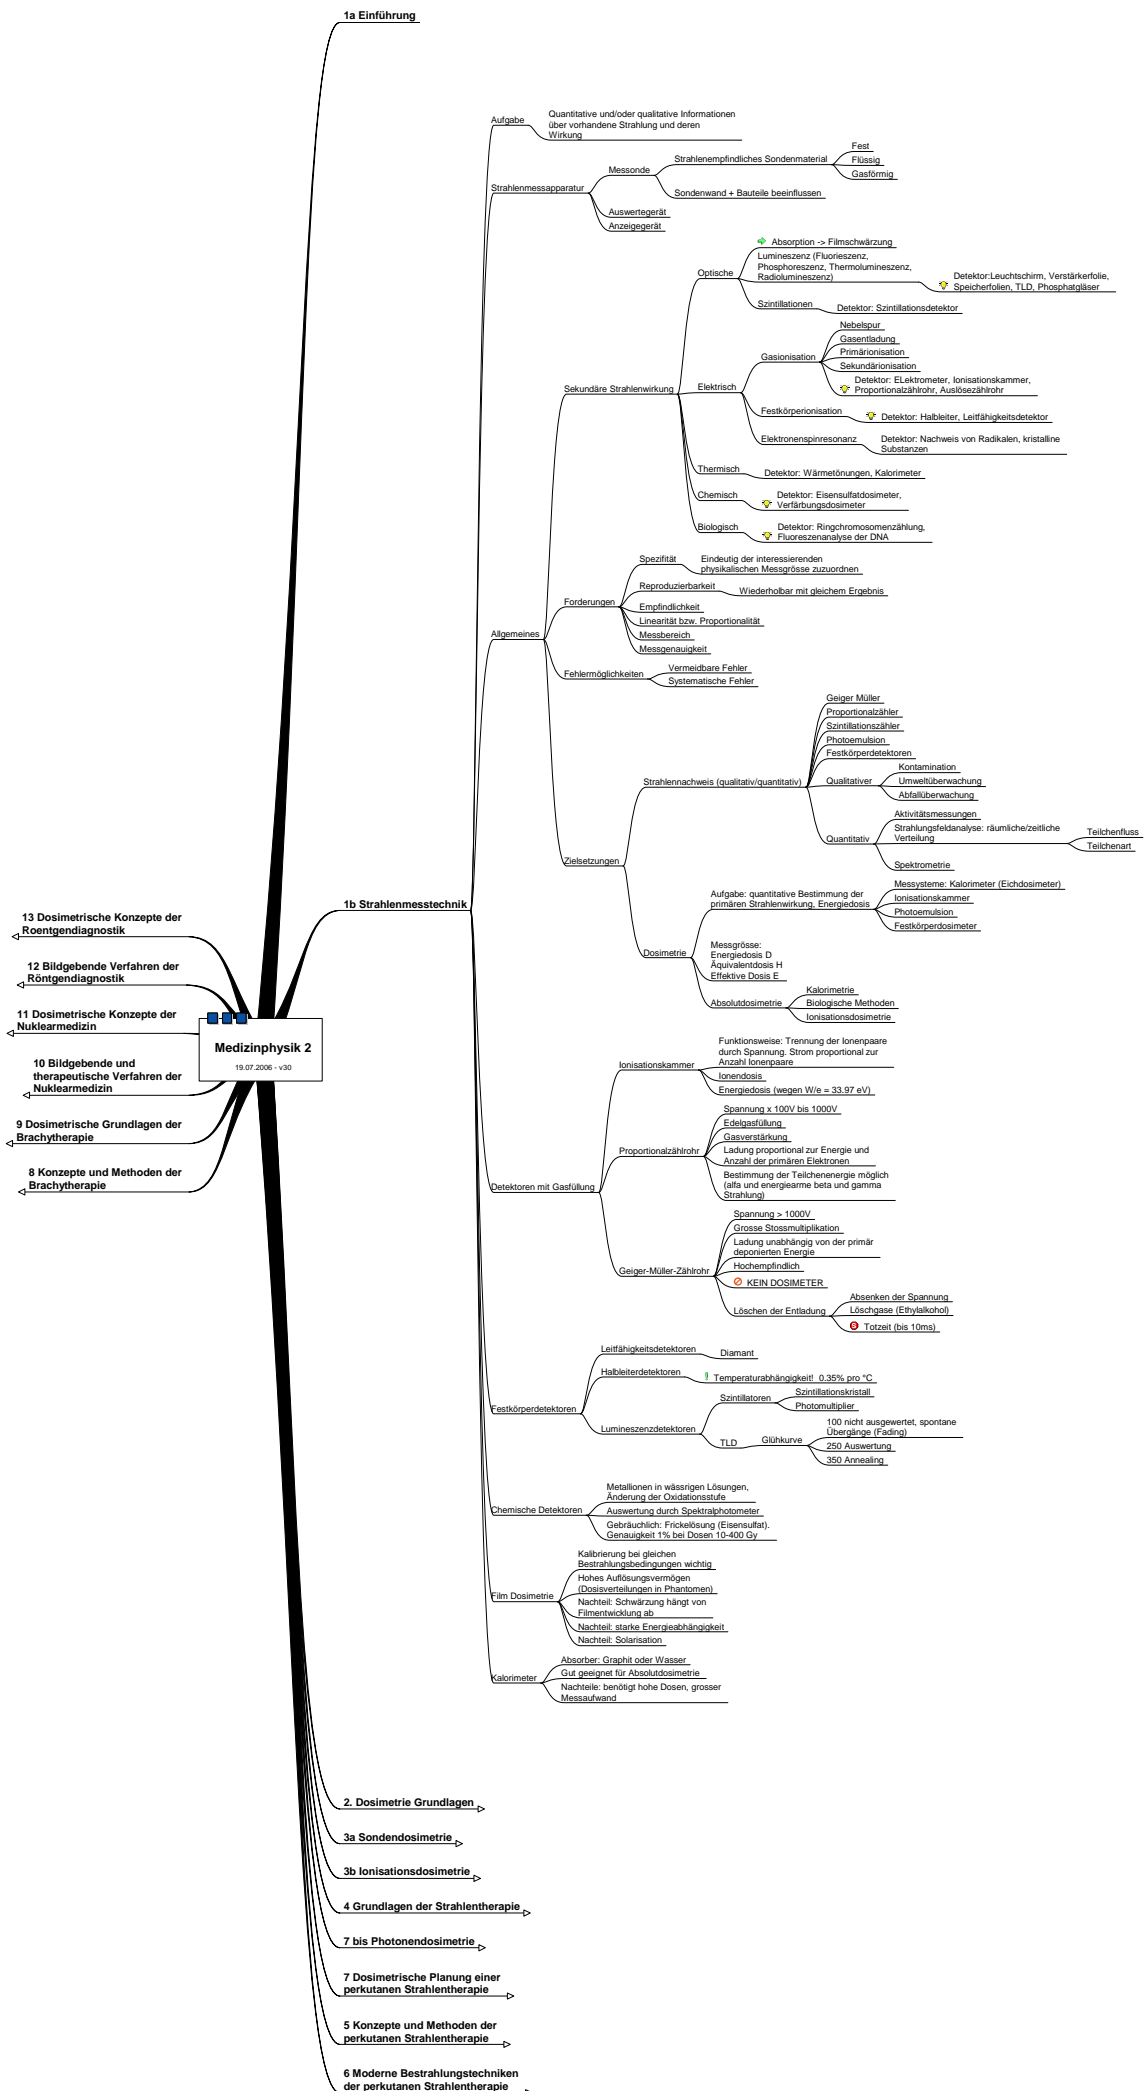 1a Einführung
Aufgabe
Quantitative und/oder qualitative Informationen
über vorhandene Strahlung und deren
Wirkung
Strahlenmessapparatur
Messonde
Strahlenempfindliches Sondenmaterial
Fest
Flüssig
Gasförmig
Sondenwand + Bauteile beeinflussen
Auswertegerät
Anzeigegerät
Allgemeines
Sekundäre Strahlenwirkung
Optische
Absorption -> Filmschwärzung
Lumineszenz (Fluorieszenz,
Phosphoreszenz, Thermolumineszenz,
Radiolumineszenz)
Detektor:Leuchtschirm, Verstärkerfolie,
Speicherfolien, TLD, Phosphatgläser
Szintillationen
Detektor: Szintillationsdetektor
Elektrisch
Gasionisation
Nebelspur
Gasentladung
Primärionisation
Sekundärionisation
Detektor: ELektrometer, Ionisationskammer,
Proportionalzählrohr, Auslösezählrohr
Festkörperionisation
Detektor: Halbleiter, Leitfähigkeitsdetektor
Elektronenspinresonanz
Detektor: Nachweis von Radikalen, kristalline
Substanzen
Thermisch
Detektor: Wärmetönungen, Kalorimeter
Chemisch
Detektor: Eisensulfatdosimeter,
Verfärbungsdosimeter
Biologisch
Detektor: Ringchromosomenzählung,
Fluoreszenanalyse der DNA
Forderungen
Spezifität
Eindeutig der interessierenden
physikalischen Messgrösse zuzuordnen
Reproduzierbarkeit
Wiederholbar mit gleichem Ergebnis
Empfindlichkeit
Linearität bzw. Proportionalität
Messbereich
Messgenauigkeit
Fehlermöglichkeiten
Vermeidbare Fehler
Systematische Fehler
Zielsetzungen
Strahlennachweis (qualitativ/quantitativ)
Geiger Müller
Proportionalzähler
Szintillationszähler
Photoemulsion
Festkörperdetektoren
Qualitativer
Kontamination
Umweltüberwachung
Abfallüberwachung
Quantitativ
Aktivitätsmessungen
Strahlungsfeldanalyse: räumliche/zeitliche
Verteilung
Teilchenfluss
Teilchenart
Spektrometrie
Dosimetrie
Aufgabe: quantitative Bestimmung der
primären Strahlenwirkung, Energiedosis
Messysteme: Kalorimeter (Eichdosimeter)
Ionisationskammer
Photoemulsion
Festkörperdosimeter
Messgrösse:
Energiedosis D
Äquivalentdosis H
Effektive Dosis E
Absolutdosimetrie
Kalorimetrie
Biologische Methoden
Ionisationsdosimetrie
1b Strahlenmesstechnik
Detektoren mit Gasfüllung
Ionisationskammer
Funktionsweise: Trennung der Ionenpaare
durch Spannung. Strom proportional zur
Anzahl Ionenpaare
Ionendosis
Energiedosis (wegen W/e = 33.97 eV)
Proportionalzählrohr
Spannung x 100V bis 1000V
Edelgasfüllung
Gasverstärkung
Ladung proportional zur Energie und
Anzahl der primären Elektronen
Bestimmung der Teilchenenergie möglich
(alfa und energiearme beta und gamma
Strahlung)
Geiger-Müller-Zählrohr
Spannung > 1000V
Grosse Stossmultiplikation
Ladung unabhängig von der primär
deponierten Energie
Hochempfindlich
KEIN DOSIMETER
Löschen der Entladung
Absenken der Spannung
Löschgase (Ethylalkohol)
Totzeit (bis 10ms)
Festkörperdetektoren
Leitfähigkeitsdetektoren
Diamant
Halbleiterdetektoren
Temperaturabhängigkeit! 0.35% pro °C
Lumineszenzdetektoren
Szintillatoren
Szintillationskristall
Photomultiplier
TLD
Glühkurve
100 nicht ausgewertet, spontane
Übergänge (Fading)
250 Auswertung
350 Annealing
Chemische Detektoren
Metallionen in wässrigen Lösungen,
Änderung der Oxidationsstufe
Auswertung durch Spektralphotometer
Gebräuchlich: Frickelösung (Eisensulfat).
Genauigkeit 1% bei Dosen 10-400 Gy
Film Dosimetrie
Kalibrierung bei gleichen
Bestrahlungsbedingungen wichtig
Hohes Auflösungsvermögen
(Dosisverteilungen in Phantomen)
Nachteil: Schwärzung hängt von
Filmentwicklung ab
Nachteil: starke Energieabhängigkeit
Nachteil: Solarisation
Kalorimeter
Absorber: Graphit oder Wasser
Gut geeignet für Absolutdosimetrie
Nachteile: benötigt hohe Dosen, grosser
Messaufwand
13 Dosimetrische Konzepte der
Roentgendiagnostik
12 Bildgebende Verfahren der
Röntgendiagnostik
11 Dosimetrische Konzepte der
Nuklearmedizin
10 Bildgebende und
therapeutische Verfahren der
Nuklearmedizin
9 Dosimetrische Grundlagen der
Brachytherapie
8 Konzepte und Methoden der
Brachytherapie
Medizinphysik 2
19.07.2006 - v30
2. Dosimetrie Grundlagen
3a Sondendosimetrie
3b Ionisationsdosimetrie
4 Grundlagen der Strahlentherapie
7 bis Photonendosimetrie
7 Dosimetrische Planung einer
perkutanen Strahlentherapie
5 Konzepte und Methoden der
perkutanen Strahlentherapie
6 Moderne Bestrahlungstechniken
der perkutanen Strahlentherapie